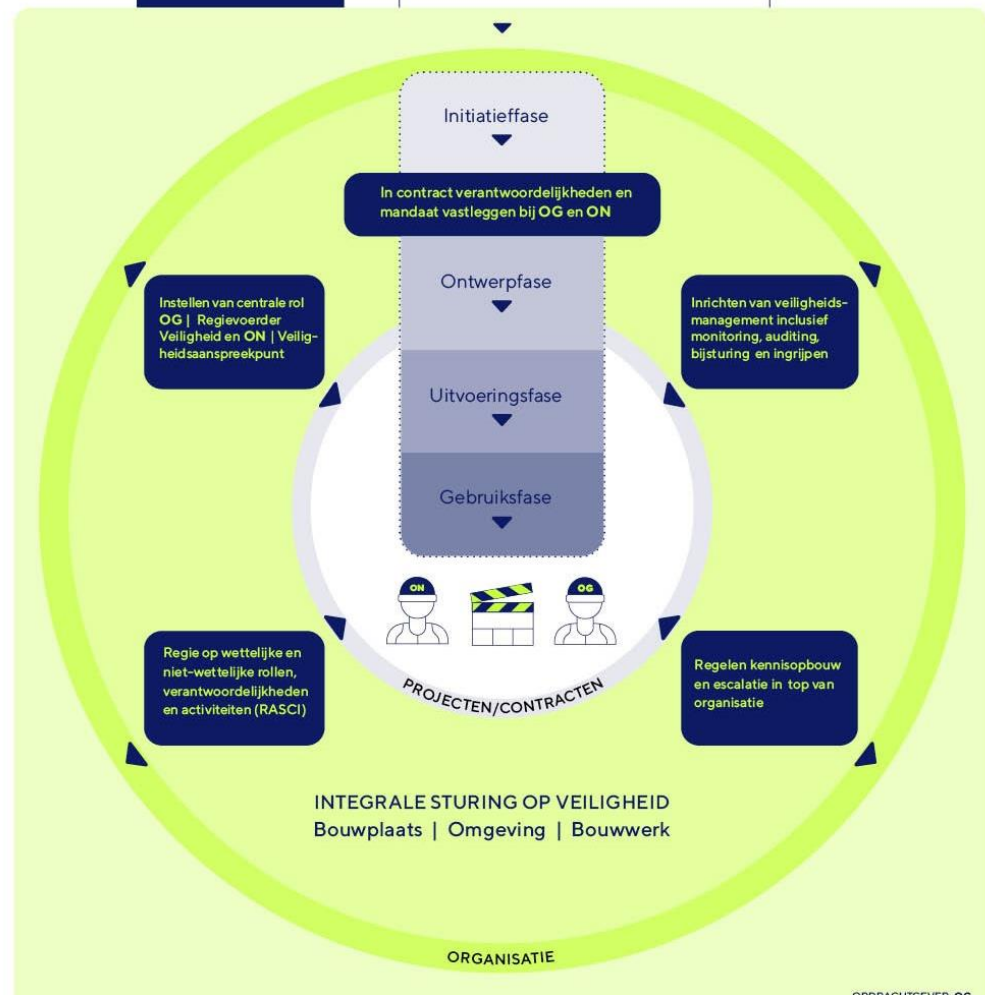 Initiatieffase
In contract verantwoordelijkheden en
mandaat vastleggen bij OG en ON
Ontwerpfase
Instellen van centrale rol
OG | Regievoerder
Veiligheid en ON | Veilig-
heidsaanspreekpunt
Inrichten van veiligheids-
management inclusief
monitoring, auditing,
bijsturing en ingrijpen
Uitvoeringsfase
Gebruiksfase
ON
OG
Regie op wettelijke en
niet-wettelijke rollen,
verantwoordelijkheden
en activiteiten (RASCI)
Regelen kennisopbouw
en escalatie in top van
organisatie
PROJECTEN/CONTRACTEN
INTEGRALE STURING OP VEILIGHEID
Bouwplaats | Omgeving | Bouwwerk
ORGANISATIE